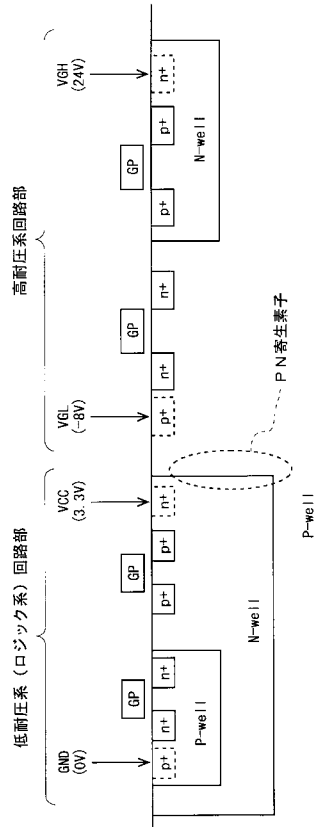 低耐圧系（ロジック系）回路部
高耐圧系回路部
GND
(0V)
VCC
(3.3V)
VGL
(-8V)
VGH
(24V)
GP
GP
GP
GP
p+
n+
n+
p+
p+
n+
p+
n+
n+
p+
p+
n+
P-well
N-well
N-well
PN寄生素子
P-well